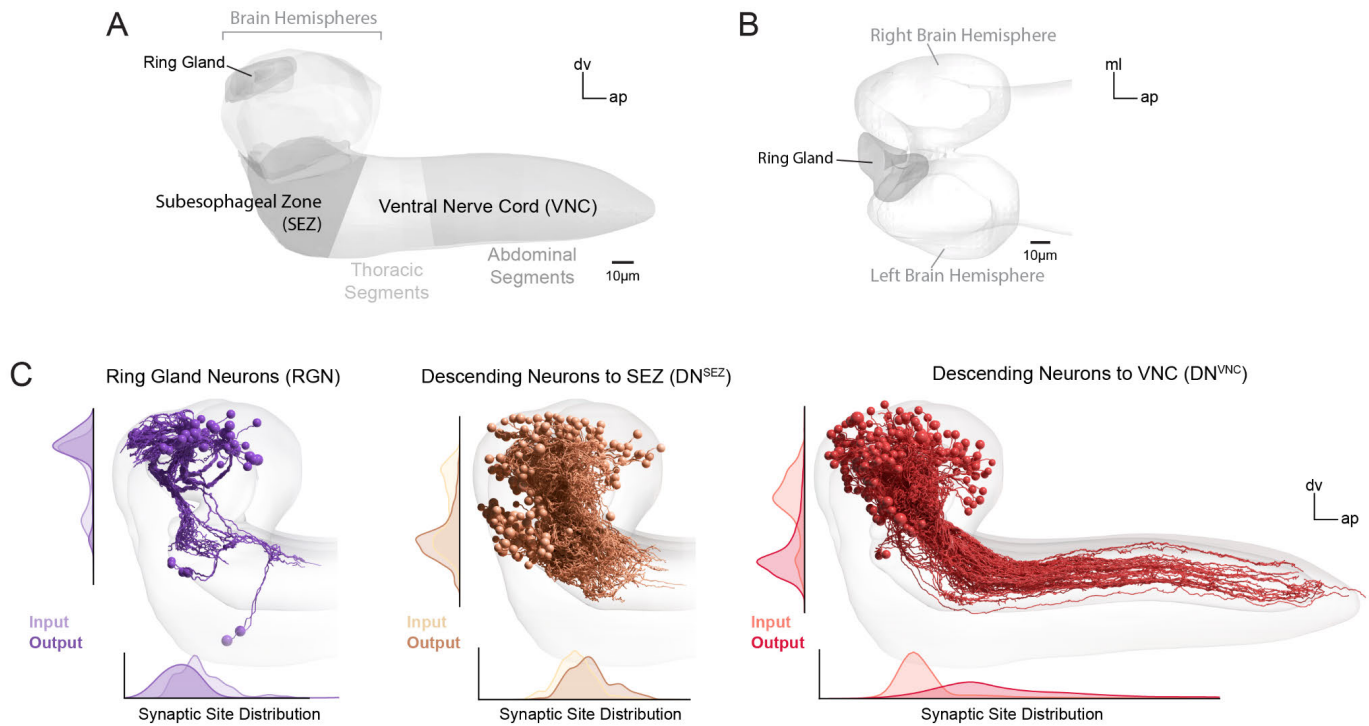 A
Brain Hemispheres
Ring Gland
dv
ap
Subesophageal Zone
(SEZ)
Ventral Nerve Cord (VNC)
Thoracic
Segments
Abdominal
Segments
10μm
B
Right Brain Hemisphere
ml
ap
Ring Gland
10μm
Left Brain Hemisphere
C
Ring Gland Neurons (RGN)
Input
Output
Synaptic Site Distribution
Descending Neurons to SEZ (DN^SEZ)
Input
Output
Synaptic Site Distribution
Descending Neurons to VNC (DN^VNC)
dv
ap
Input
Output
Synaptic Site Distribution